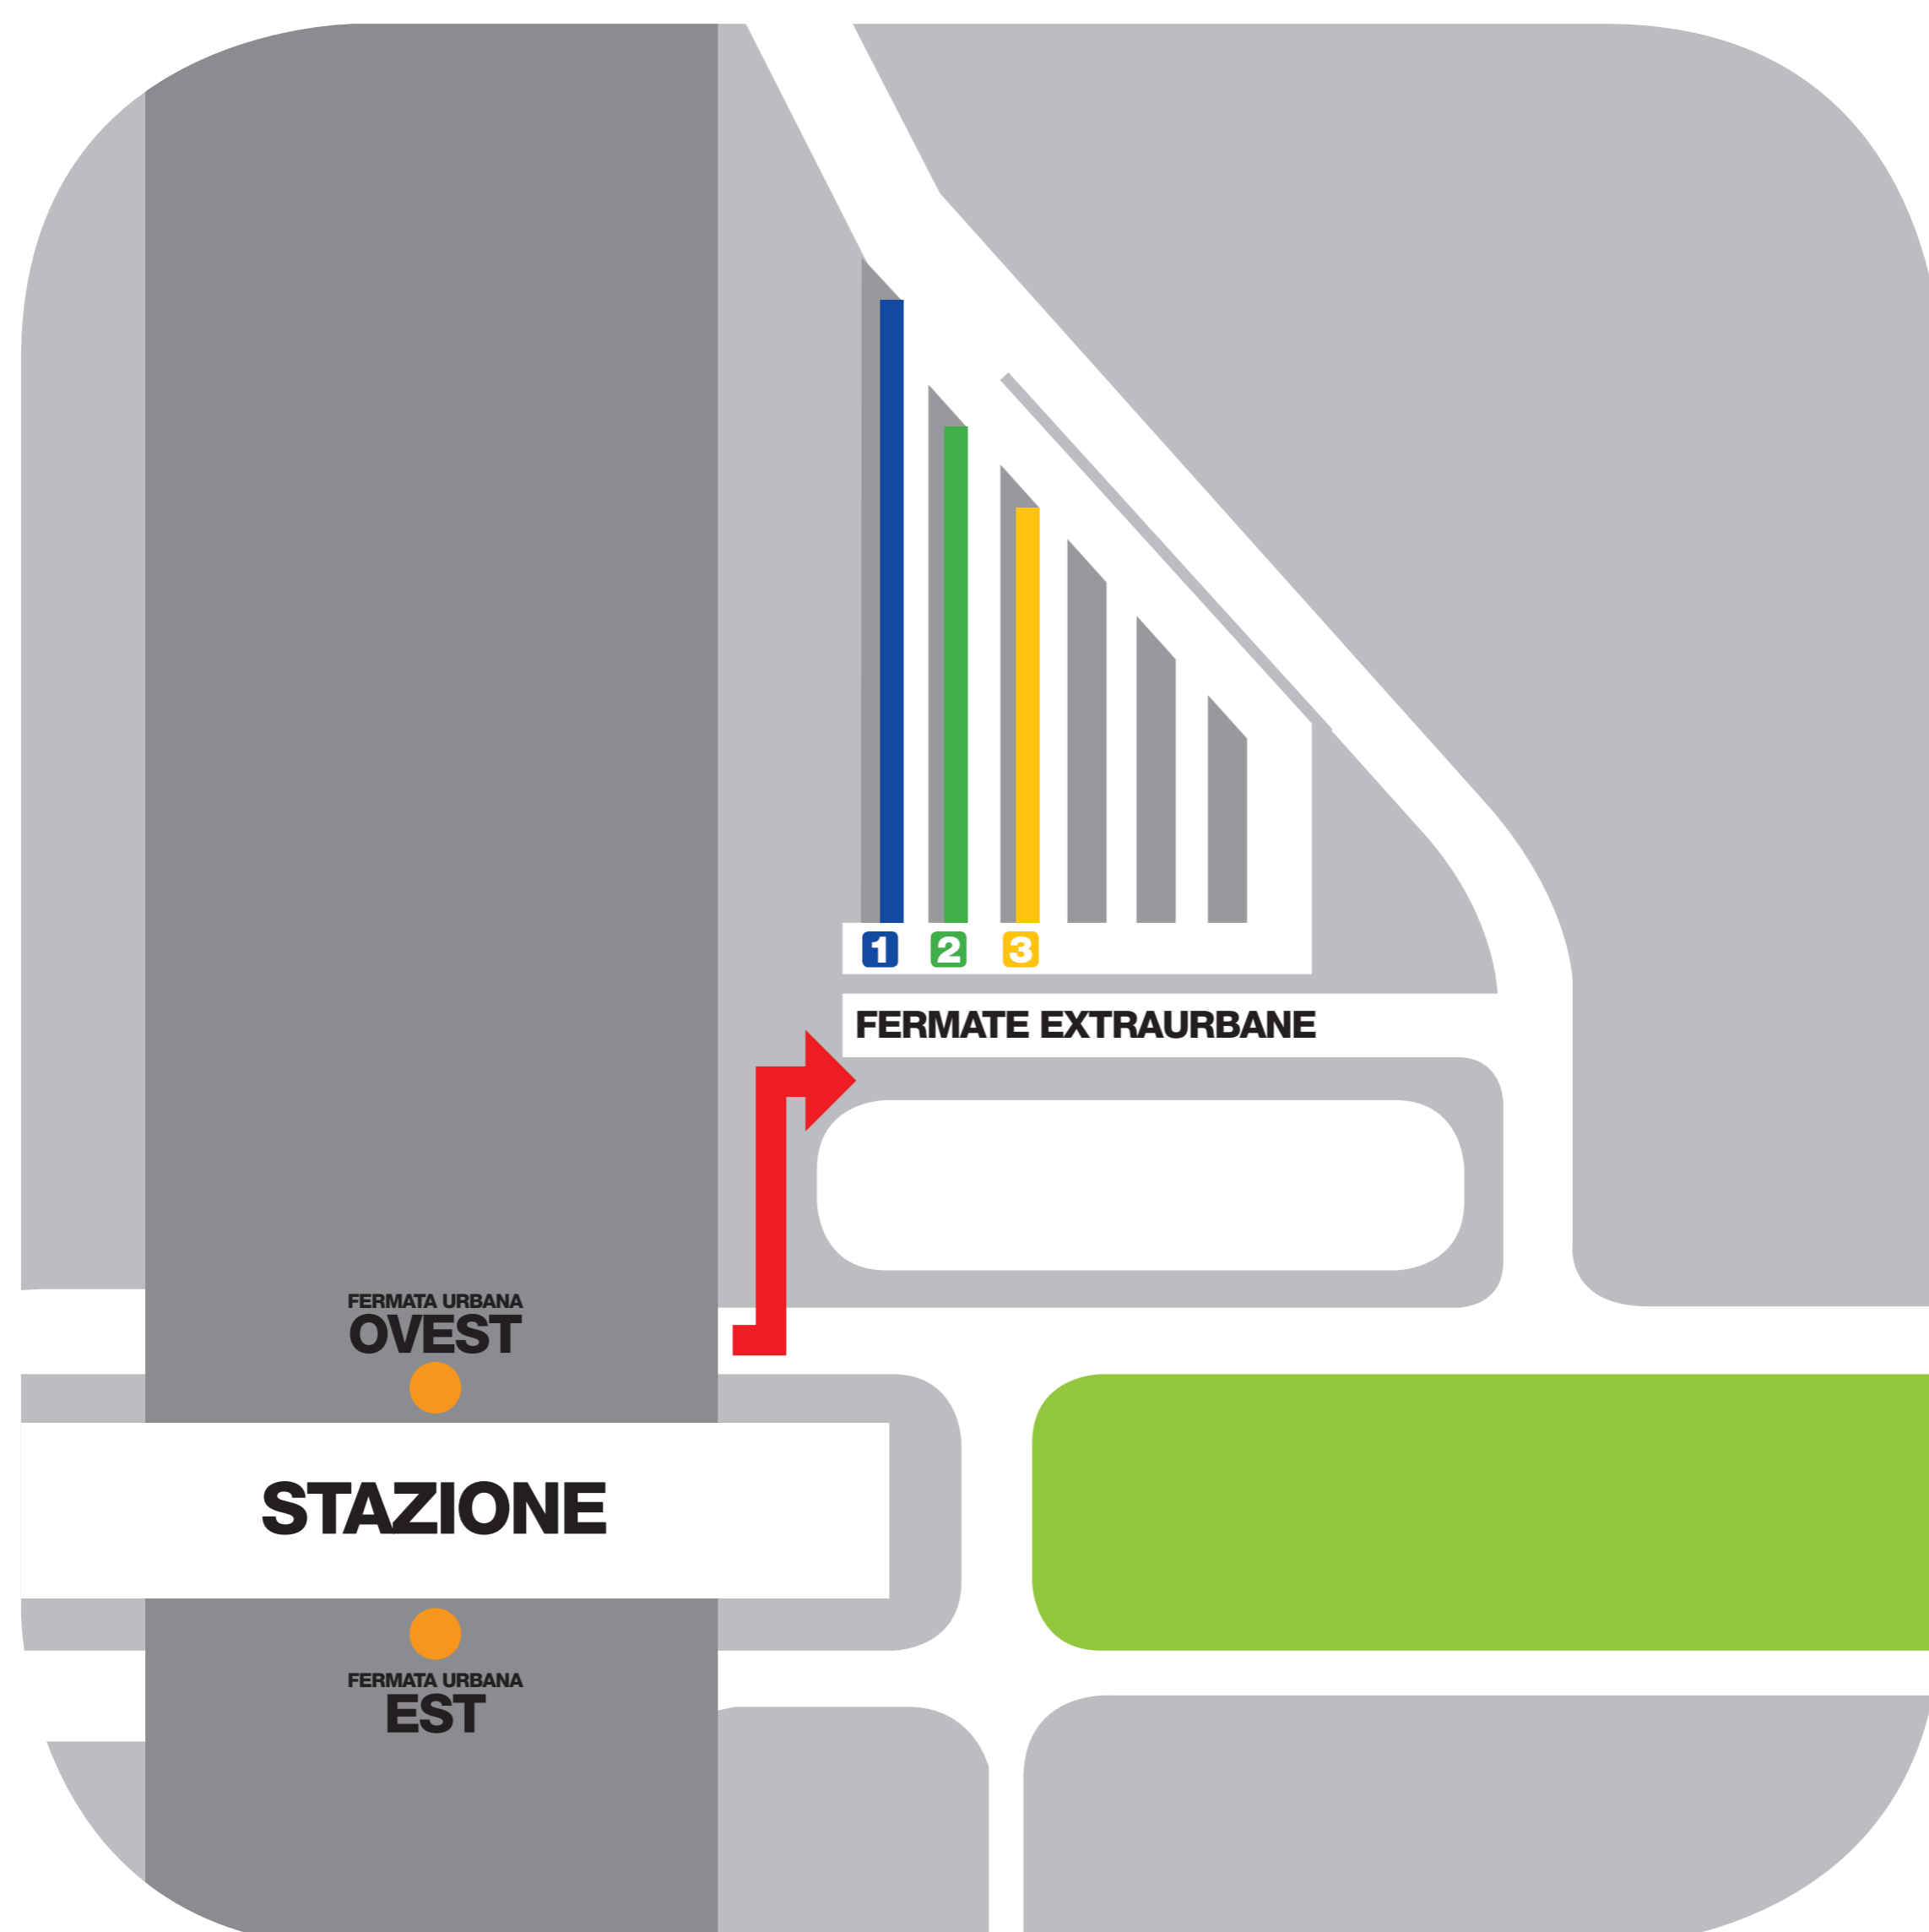 1 2 3
FERMATE EXTRAURBANE
FERMATA URBANA
OVEST
STAZIONE
FERMATA URBANA
EST